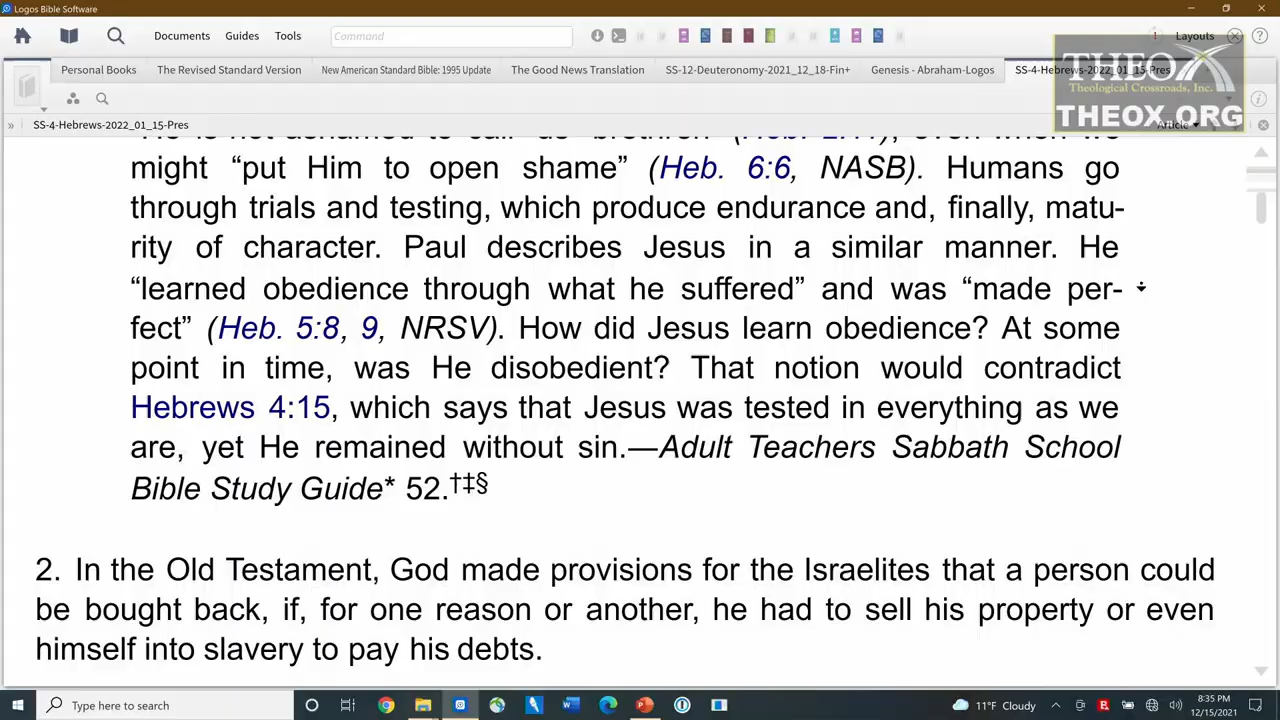 Logos Bible Software
Documents Guides Tools Command Layouts
Personal Books The Revised Standard Version The Good News Translation SS-12-Deuteronomy-2021_12_18-Fin+ Genesis - Abraham-Logos SS-4-Hebrews-2022_01_15-Pres
THEOX
Theological Crossroads, Inc.
THEOX.ORG
SS-4-Hebrews-2022_01_15-Pres Article
might “put Him to open shame” (Heb. 6:6, NASB). Humans go
through trials and testing, which produce endurance and, finally, matu-
rity of character. Paul describes Jesus in a similar manner. He
“learned obedience through what he suffered” and was “made per-
fect” (Heb. 5:8, 9, NRSV). How did Jesus learn obedience? At some
point in time, was He disobedient? That notion would contradict
Hebrews 4:15, which says that Jesus was tested in everything as we
are, yet He remained without sin.—Adult Teachers Sabbath School
Bible Study Guide* 52.†‡§
2. In the Old Testament, God made provisions for the Israelites that a person could
be bought back, if, for one reason or another, he had to sell his property or even
himself into slavery to pay his debts.
Type here to search
11°F Cloudy
8:35 PM
12/15/2021